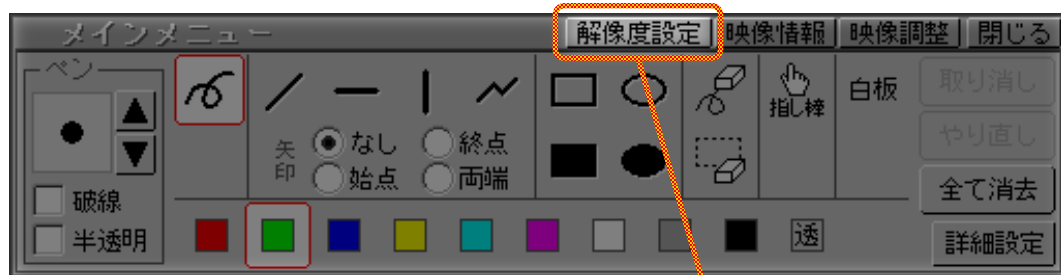 メインメニュー 解像度設定 映像情報 映像調整 閉じる
ペン
指し棒
白板
取り消し
やり直し
全て消去
詳細設定
矢印
なし 終点
始点 両端
破線
半透明
透